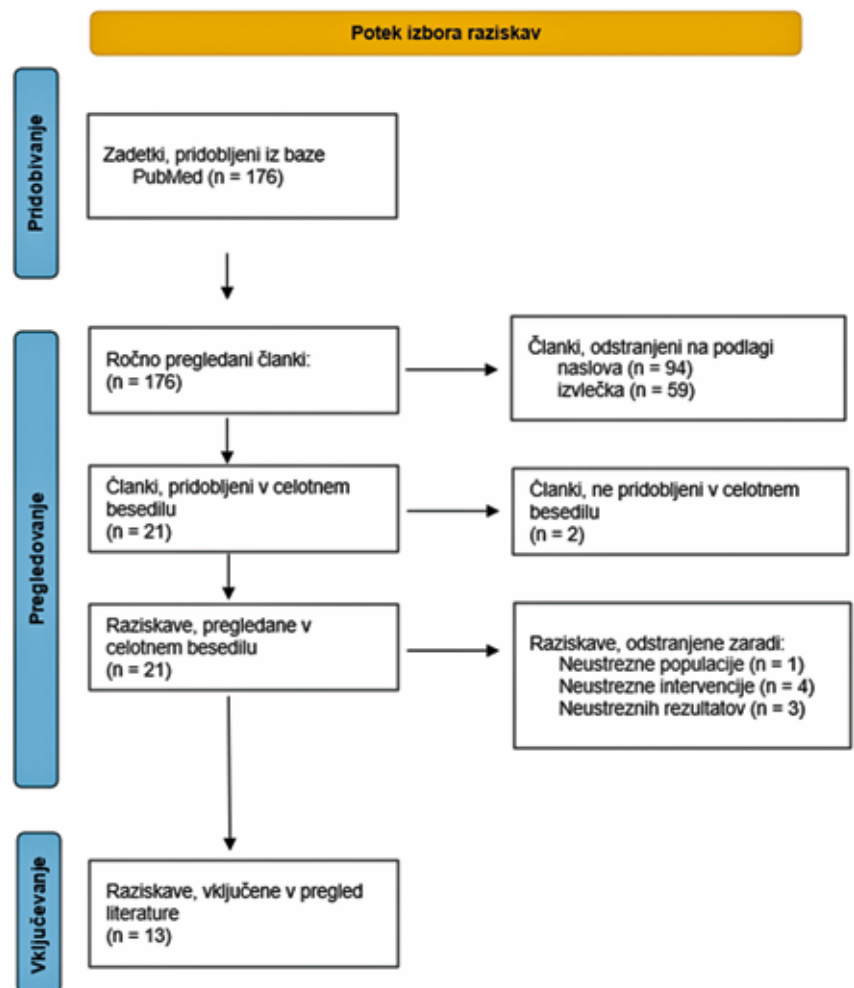 Potek izbora raziskav
Pridobivanje
Zadetki, pridobljeni iz baze
PubMed (n = 176)
Pregledovanje
Ročno pregledani članki:
(n = 176)
Članki, odstranjeni na podlagi
naslova (n = 94)
izvlečka (n = 59)
Članki, pridobljeni v celotnem
besedilu
(n = 21)
Članki, ne pridobljeni v celotnem
besedilu
(n = 2)
Raziskave, pregledane v
celotnem besedilu
(n = 21)
Raziskave, odstranjene zaradi:
Neustrezne populacije (n = 1)
Neustrezne intervencije (n = 4)
Neustreznih rezultatov (n = 3)
Vključevanje
Raziskave, vključene v pregled
literature
(n = 13)